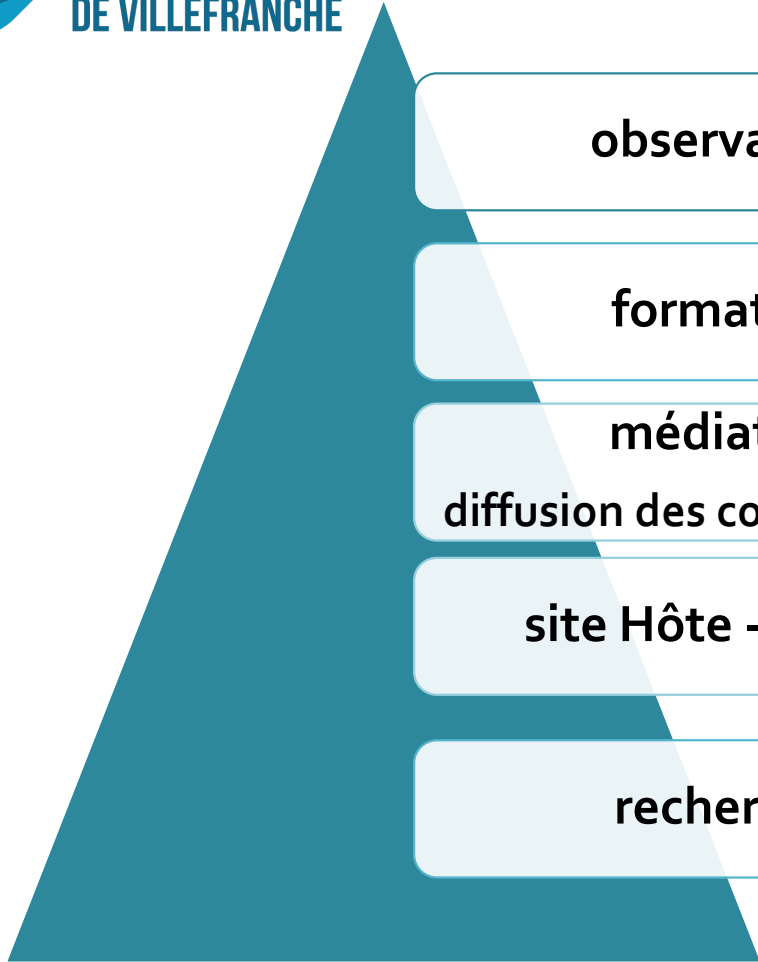 DE VILLEFRANCHE
observa
format
médiat
diffusion des co
site Hôte -
recher